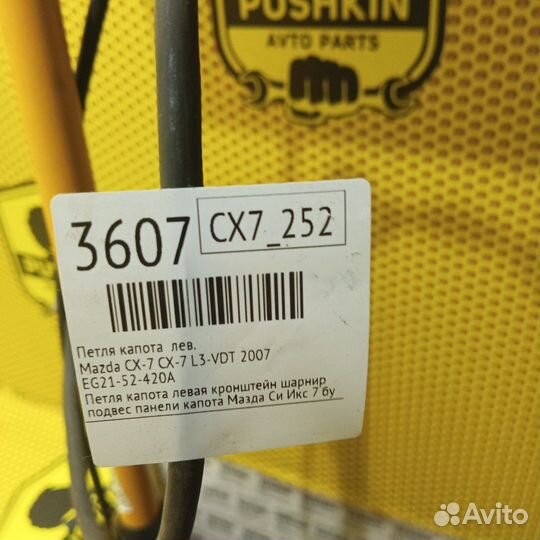 PUSHKIN
AVTO PARTS
3607
CX7_252
Петля капота лев.
Mazda CX-7 CX-7 L3-VDT 2007
EG21-52-420A
Петля капота левая кронштейн шарнир
подвес панели капота Мазда Си Икс 7 бу
Avito